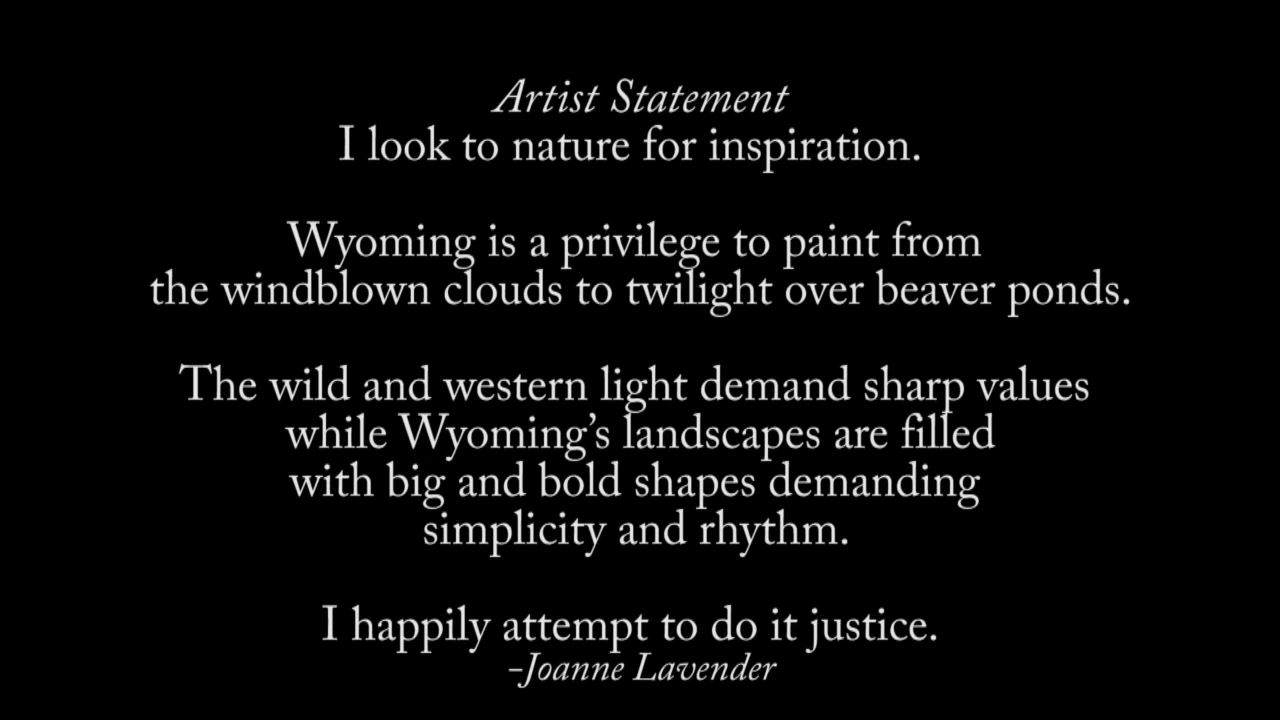 Artist Statement
I look to nature for inspiration.
Wyoming is a privilege to paint from
the windblown clouds to twilight over beaver ponds.
The wild and western light demand sharp values
while Wyoming’s landscapes are filled
with big and bold shapes demanding
simplicity and rhythm.
I happily attempt to do it justice.
-Joanne Lavender